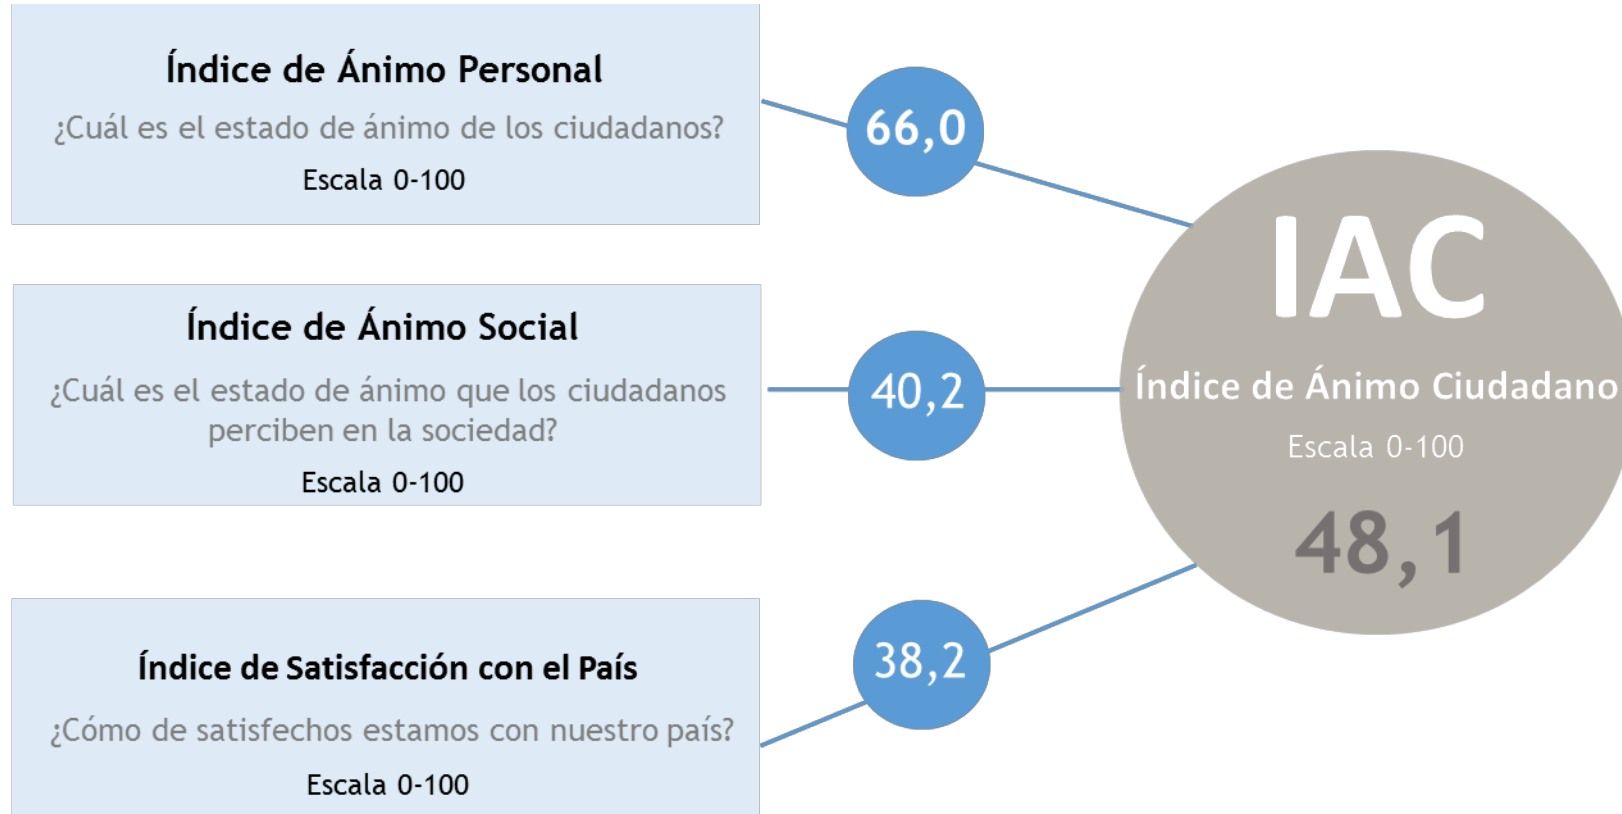 Índice de Ánimo Personal
¿Cuál es el estado de ánimo de los ciudadanos?
Escala 0-100
66,0
Índice de Ánimo Social
¿Cuál es el estado de ánimo que los ciudadanos
perciben en la sociedad?
Escala 0-100
40,2
Índice de Satisfacción con el País
¿Cómo de satisfechos estamos con nuestro país?
Escala 0-100
38,2
IAC
Índice de Ánimo Ciudadano
Escala 0-100
48,1